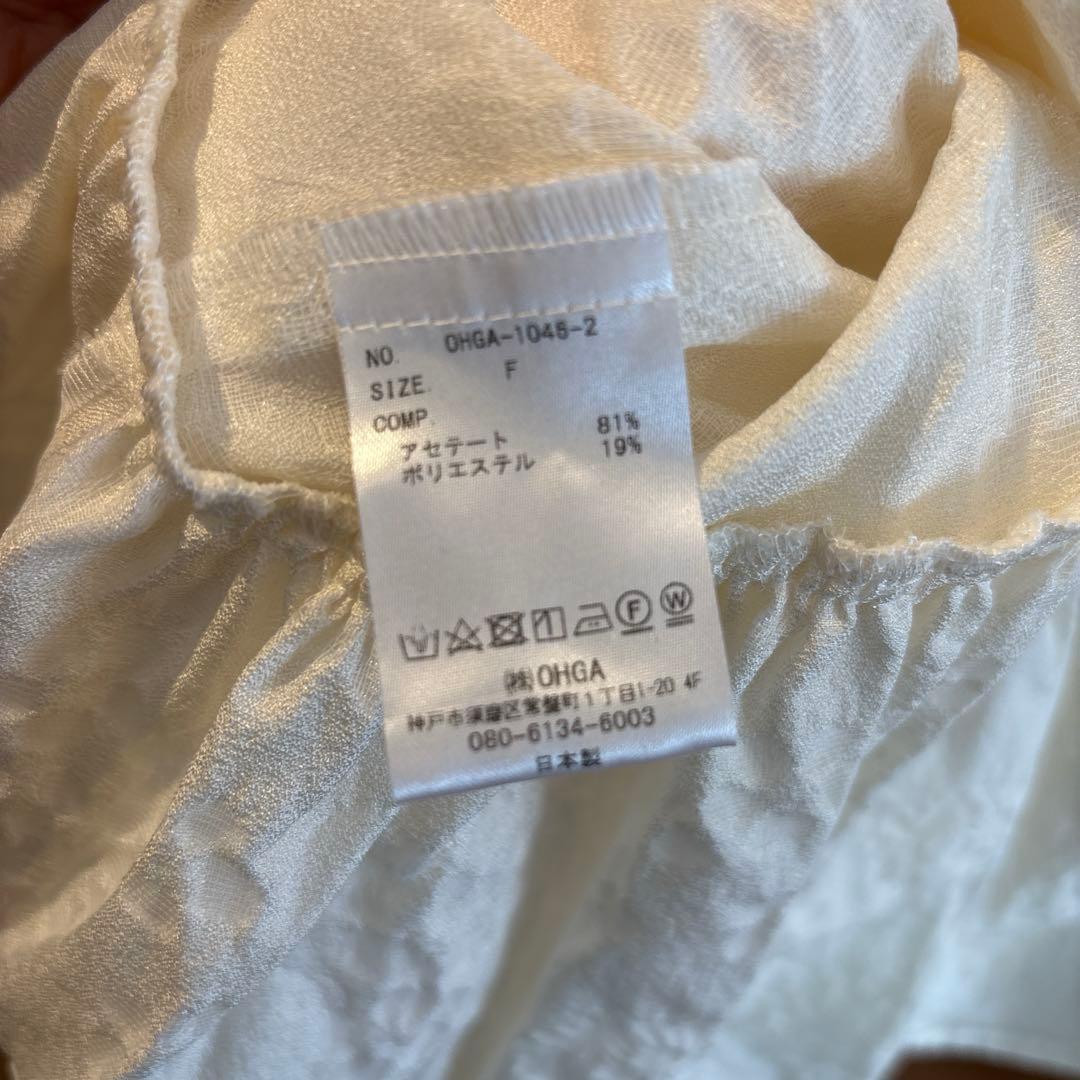 NO. OHGA-1046-2
SIZE. F
COMP.
アセテート 81%
ポリエステル 19%
F W
㈱OHGA
神戸市須磨区常盤町1丁目1-20 4F
080-6134-6003
日本製